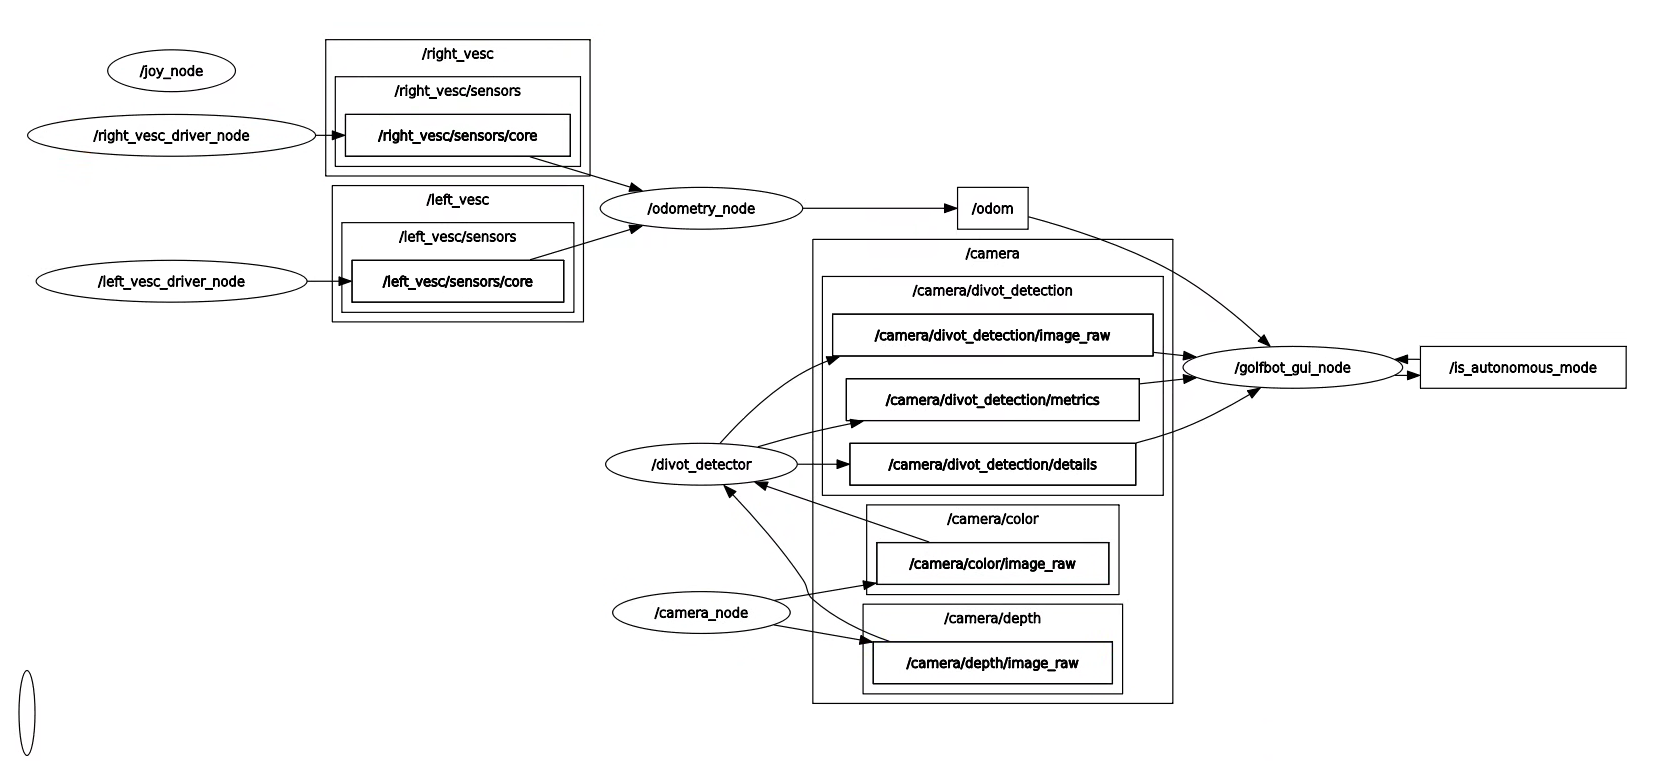 /right_vesc
/joy_node
/right_vesc/sensors
/right_vesc_driver_node
/right_vesc/sensors/core
/left_vesc
/odometry_node
/odom
/left_vesc/sensors
/camera
/left_vesc_driver_node
/left_vesc/sensors/core
/camera/divot_detection
/camera/divot_detection/image_raw
/golfbot_gui_node
/is_autonomous_mode
/camera/divot_detection/metrics
/divot_detector
/camera/divot_detection/details
/camera/color
/camera/color/image_raw
/camera_node
/camera/depth
/camera/depth/image_raw